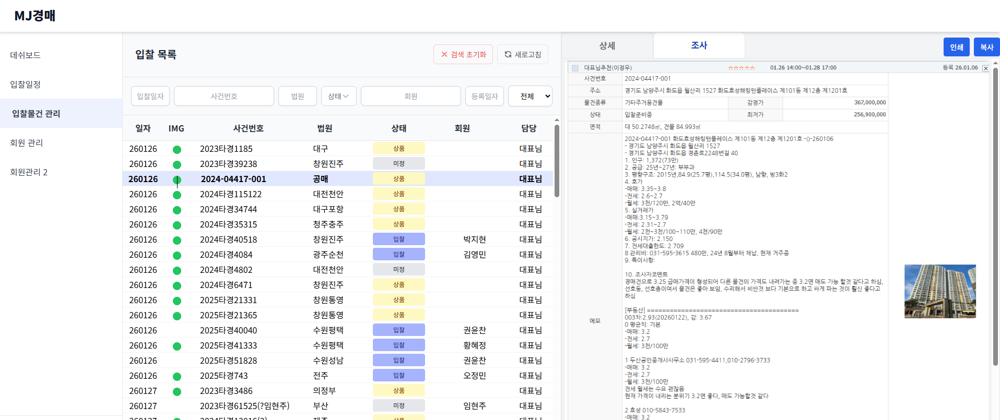 MJ경매
데쉬보드
입찰일정
입찰물건 관리
회원 관리
회원관리 2
입찰 목록
검색 초기화
새로고침
입찰일자 사건번호 법원 상태 회원 등록일자 전체
일자 IMG 사건번호 법원 상태 회원 담당
260126 2023타경1185 대구 상품 대표님
260126 2023타경39238 창원진주 미정 대표님
260126 2024-04417-001 공매 상품 대표님
260126 2024타경115122 대전천안 상품 대표님
260126 2024타경34744 대구포항 상품 대표님
260126 2024타경35315 청주충주 상품 대표님
260126 2024타경40518 창원진주 입찰 박지현 대표님
260126 2024타경4084 광주순천 입찰 김영민 대표님
260126 2024타경4802 대전천안 미정 대표님
260126 2024타경6471 창원진주 상품 대표님
260126 2025타경21331 창원통영 상품 대표님
260126 2025타경21365 창원통영 상품 대표님
260126 2025타경40040 수원평택 입찰 권윤찬 대표님
260126 2025타경41333 수원평택 입찰 황혜정 대표님
260126 2025타경51828 수원성남 입찰 권윤찬 대표님
260126 2025타경743 전주 입찰 오정민 대표님
260127 2023타경3486 의정부 상품 대표님
260127 2023타경61525(?임현주) 부산 미정 임현주 대표님
상세 조사 인쇄 복사
대표님추천(이정우) ☆☆☆☆☆ 01.26 14:00~01.28 17:00 등록 26.01.06
사건번호 2024-04417-001
주소 경기도 남양주시 화도읍 월산리 1527 화도효성해링턴플레이스 제101동 제12층 제1201호
물건종류 기타주거용건물 감정가 367,000,000
상태 입찰준비중 최저가 256,900,000
면적 대 50.2748㎡, 건물 84.993㎡
메모
2024-04417-001 화도효성해링턴플레이스 제101동 제12층 제1201호 -()-260106
- 경기도 남양주시 화도읍 월산리 1527
- 경기도 남양주시 화도읍 경춘로2248번길 40
1. 인구: 1,372(73만)
2. 공급: 25년~27년: 부부과
3. 평향구조: 2015년,84.9(25.7평),114.5(34.0평), 남향, 방3화2
4. 호가
-매매: 3.35~3.8
-전세: 2.6~2.7
-월세: 3천/120만, 2억/40만
5. 실거래가
-매매:3.15~3.79
-전세: 2.31~2.7
-월세: 2천~3천/100~110만, 4천/90만
6. 공시지가: 2.150
7. 전세대출한도: 2.709
8 관리비: 031-595-3615 480만, 24년 8월부터 채납, 현재 거주중
9. 특이사항:
10. 조사자코멘트
경매건으로 3.25 급매가격이 형성되어 다른 물건의 가격도 내려가는 중 3.2면 매도 가능 할것 같다고 하심,
선호동, 선호층이여서 물건은 좋아 보임, 수리해서 비싼것 보다 기본으로 하고 싸게 파는 것이 훨신 좋다고
하심
[부동산] ========================================
003차:2.93(20260122), 감: 3.67
0 평균치: 기본
-매매: 3.2
-전세: 2.7
-월세: 3천/100만
1 두산공인중개사사무소 031-595-4411,010-2796-3733
-매매: 3.2
-전세: 2.7
-월세: 3천/100만
전세 월세는 수요 괜찮음
현재 가격이 내리는 분위기 3.2면 좋다, 매도 가능할것 같다
2 효성 010-5843-7533
-매매: 3.2